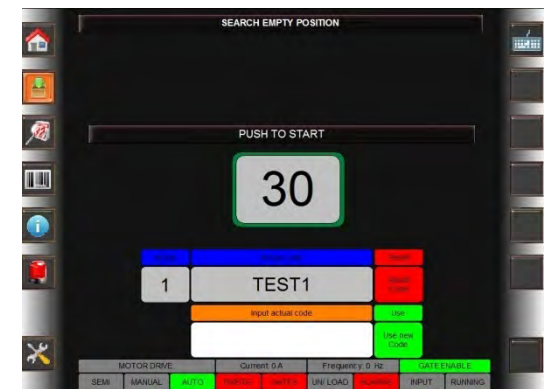 SEARCH EMPTY POSITION
PUSH TO START
30
1 TEST1
Input actual code Use
Use new
Code
MOTOR DRIVE: Current: 0 A Frequency: 0 Hz GATE ENABLE
SEMI MANUAL AUTO UN/ LOAD INPUT RUNNING